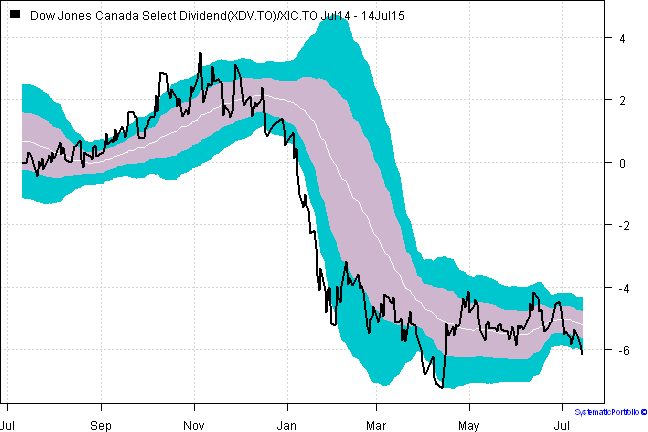 Dow Jones Canada Select Dividend(XDV.TO)/XIC.TO Jul14 - 14Jul15
4
2
0
-2
-4
-6
Jul Sep Nov Jan Mar May Jul
SystematicPortfolio ©